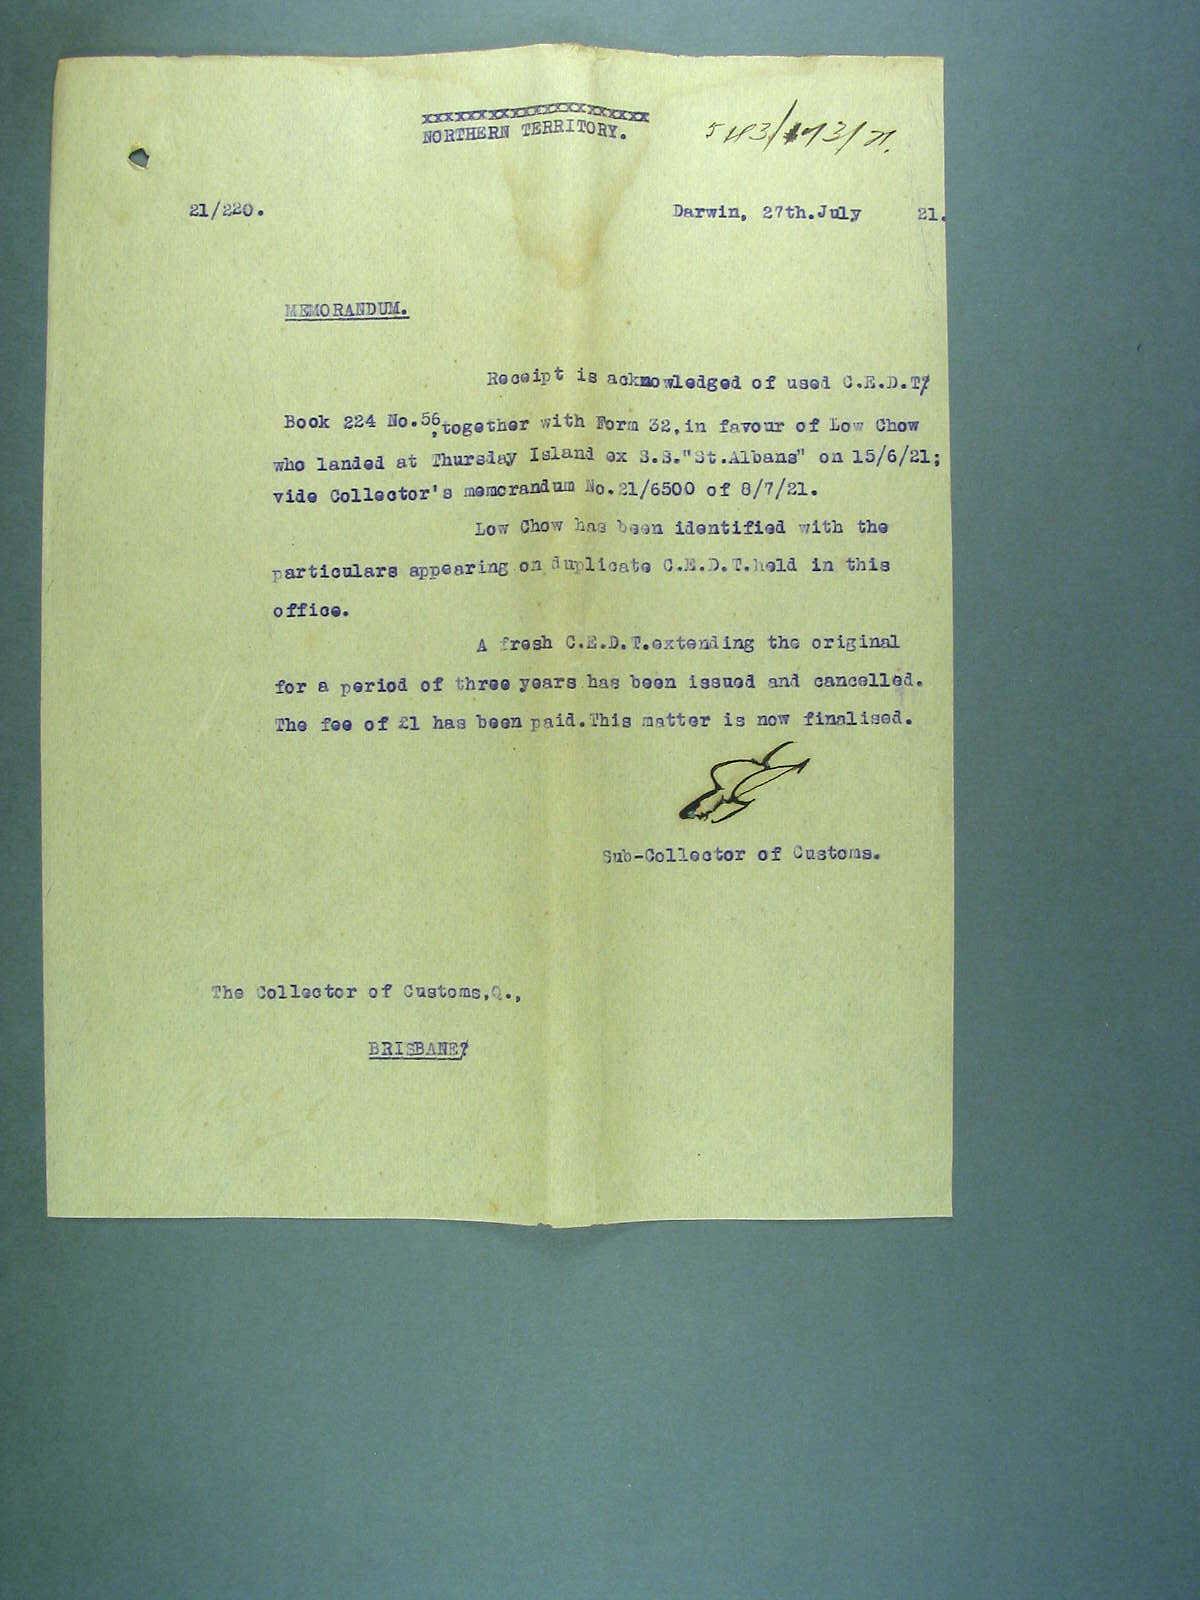 xxxxxxxxxxxxxxxxxxxxxx
NORTHERN TERRITORY.
21/220.
Darwin, 27th.July 21.
MEMORANDUM.
Receipt is acknowledged of used C.E.D.T/
Book 224 No.56, together with Form 32,in favour of Low Chow
who landed at Thursday Island ex S.S."St.Albans" on 15/6/21;
vide Collector's memorandum No.21/6500 of 8/7/21.
Low Chow has been identified with the
particulars appearing on duplicate C.E.D.T.held in this
office.
A fresh C.E.D.T.extending the original
for a period of three years has been issued and cancelled.
The fee of £1 has been paid.This matter is now finalised.
Sub-Collector of Customs.
The Collector of Customs,Q.,
BRISBANE/